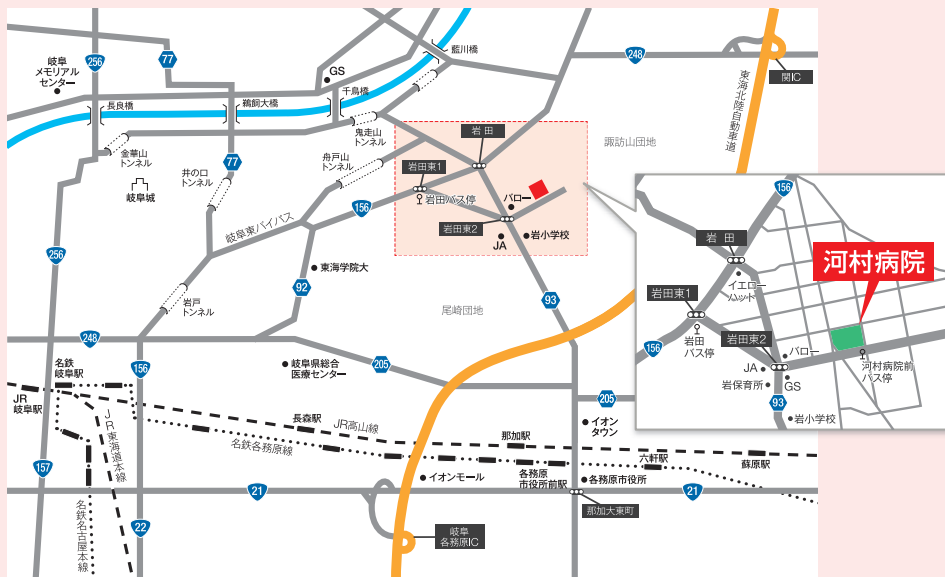 藍川橋
248
77
256
岐阜
メモリアル
センター
GS
関IC
千鳥橋
長良橋
鵜飼大橋
東海北陸自動車道
鬼走山
トンネル
岩 田
諏訪山団地
金華山
トンネル
77
舟戸山
トンネル
岩田東1
井の口
トンネル
岐阜城
岩田バス停
バロー
156
岐阜東バイパス
岩田東2
JA
岩小学校
256
東海学院大
92
93
岩戸
トンネル
尾崎団地
156
岩 田
河村病院
イエロー
ハット
岩田東1
岩田
バス停
岩田東2
バロー
156
JA
河村病院前
バス停
岩保育所
GS
93
岩小学校
248
名鉄
岐阜駅
156
岐阜県総合
医療センター
205
205
JR
岐阜駅
長森駅
JR高山線
イオン
タウン
JR東海道本線
名鉄各務原線
那加駅
六軒駅
蘇原駅
157
イオンモール
各務原
市役所前駅
各務原市役所
21
21
那加大東町
名鉄名古屋本線
22
岐阜
各務原IC